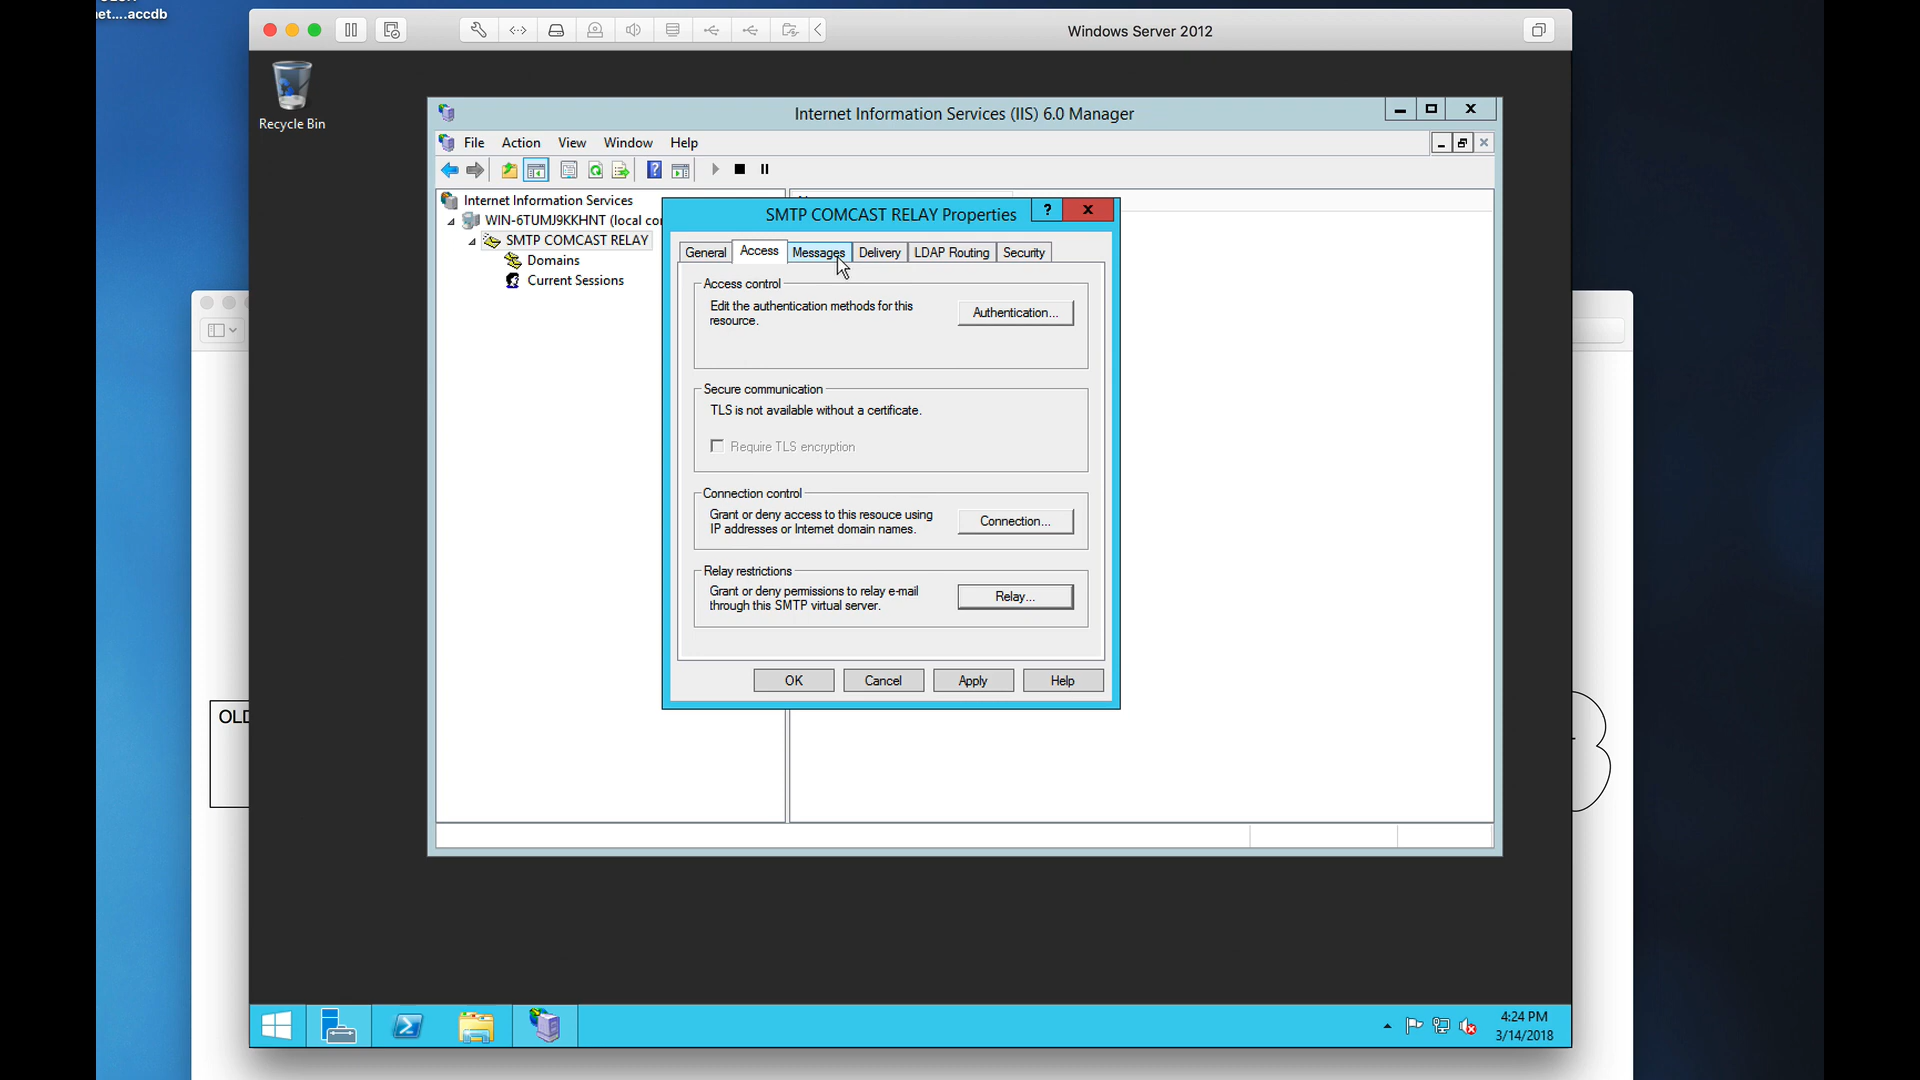 et....accdb
Windows Server 2012
Recycle Bin
Internet Information Services (IIS) 6.0 Manager
File Action View Window Help
Internet Information Services
WIN-6TUMJ9KKHNT (local co
SMTP COMCAST RELAY
Domains
Current Sessions
SMTP COMCAST RELAY Properties
?
X
General Access Messages Delivery LDAP Routing Security
Access control
Edit the authentication methods for this
resource.
Authentication...
Secure communication
TLS is not available without a certificate.
Require TLS encryption
Connection control
Grant or deny access to this resouce using
IP addresses or Internet domain names.
Connection...
Relay restrictions
Grant or deny permissions to relay e-mail
through this SMTP virtual server.
Relay...
OK Cancel Apply Help
OLD
4:24 PM
3/14/2018